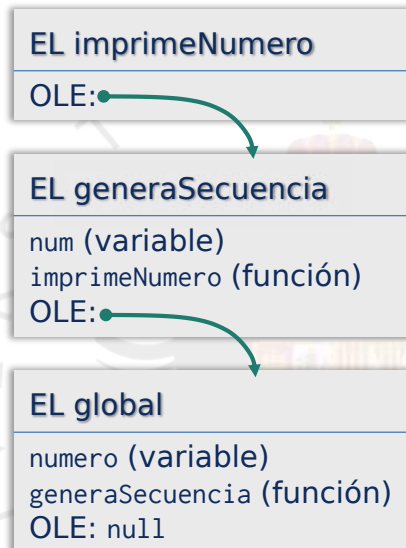 EL imprimeNumero
OLE:
EL generaSecuencia
num (variable)
imprimeNumero (función)
OLE:
EL global
numero (variable)
generaSecuencia (función)
OLE: null